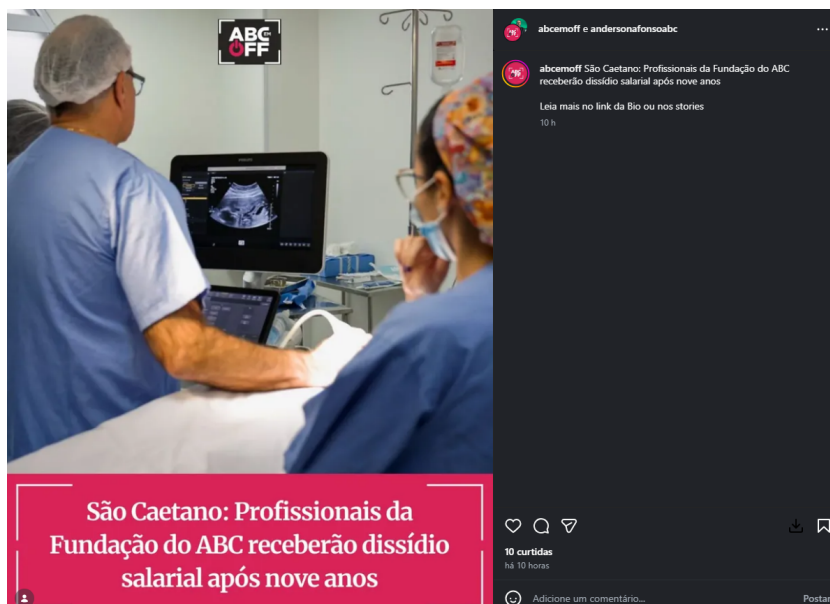 ABC EM
OFF
São Caetano: Profissionais da
Fundação do ABC receberão dissídio
salarial após nove anos
abcemoff e andersonafonsoabc
abcemoff São Caetano: Profissionais da Fundação do ABC
receberão dissídio salarial após nove anos
Leia mais no link da Bio ou nos stories
10 h
10 curtidas
há 10 horas
Adicione um comentário...
Postar